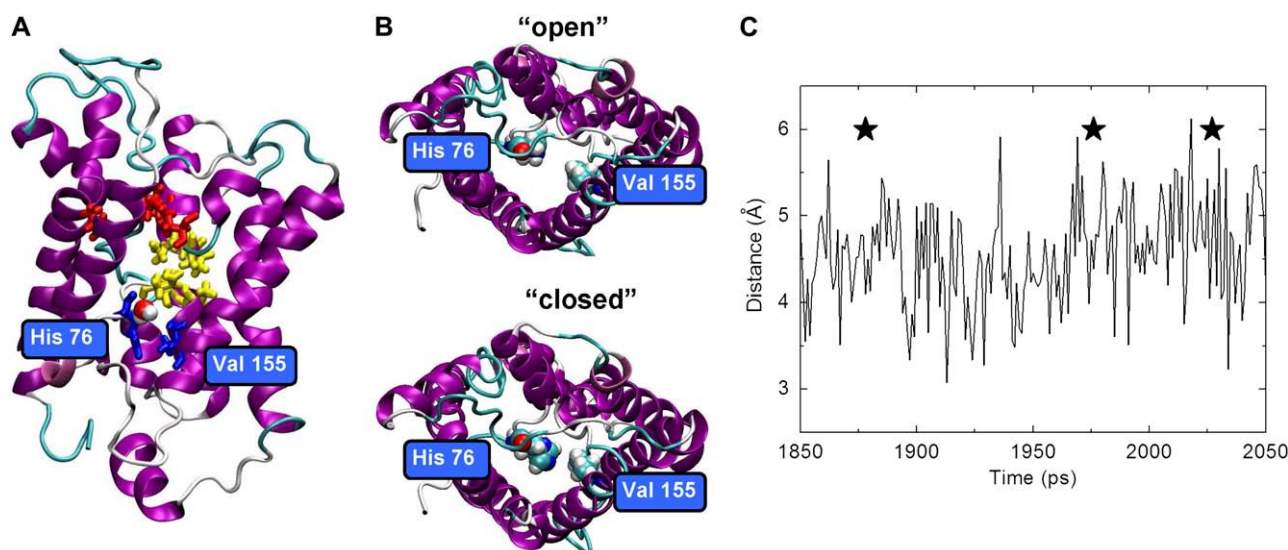 A
His 76
Val 155
B
“open”
His 76
Val 155
“closed”
His 76
Val 155
C
Distance (Å)
6
5
4
3
1850 1900 1950 2000 2050
Time (ps)